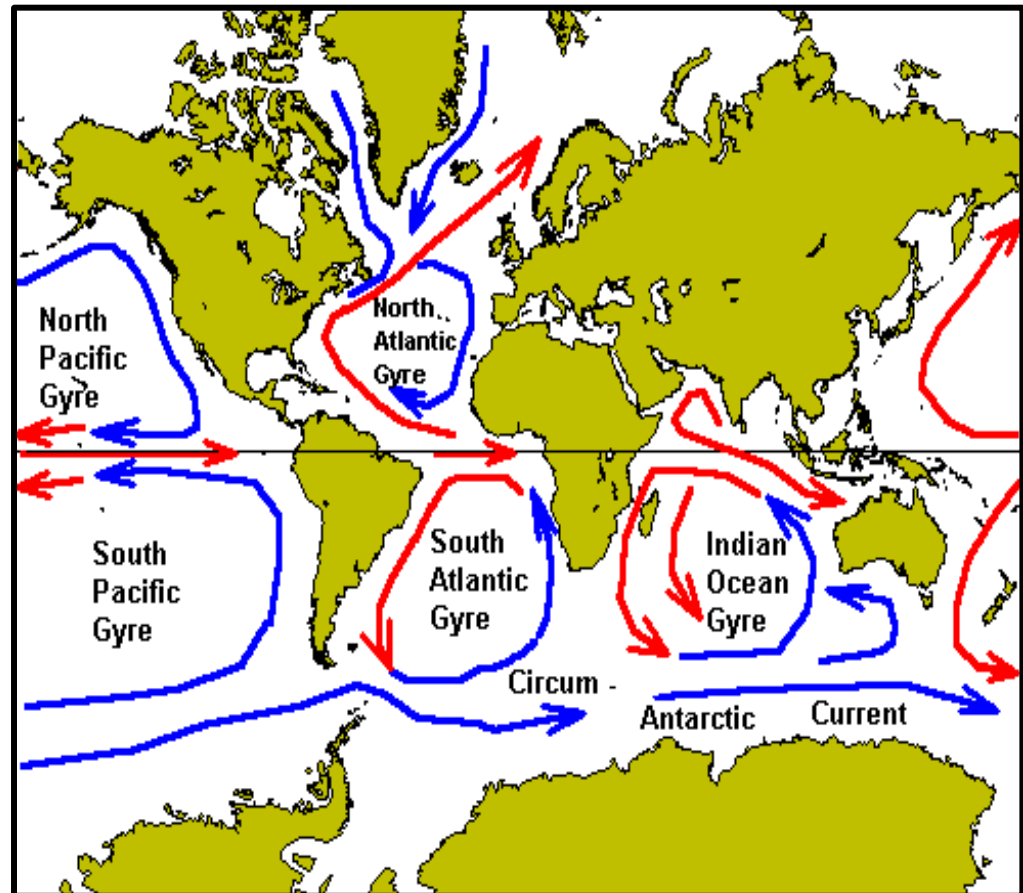 North
Pacific
Gyre
North
Atlantic
Gyre
South
Pacific
Gyre
South
Atlantic
Gyre
Indian
Ocean
Gyre
Circum -
Antarctic
Current